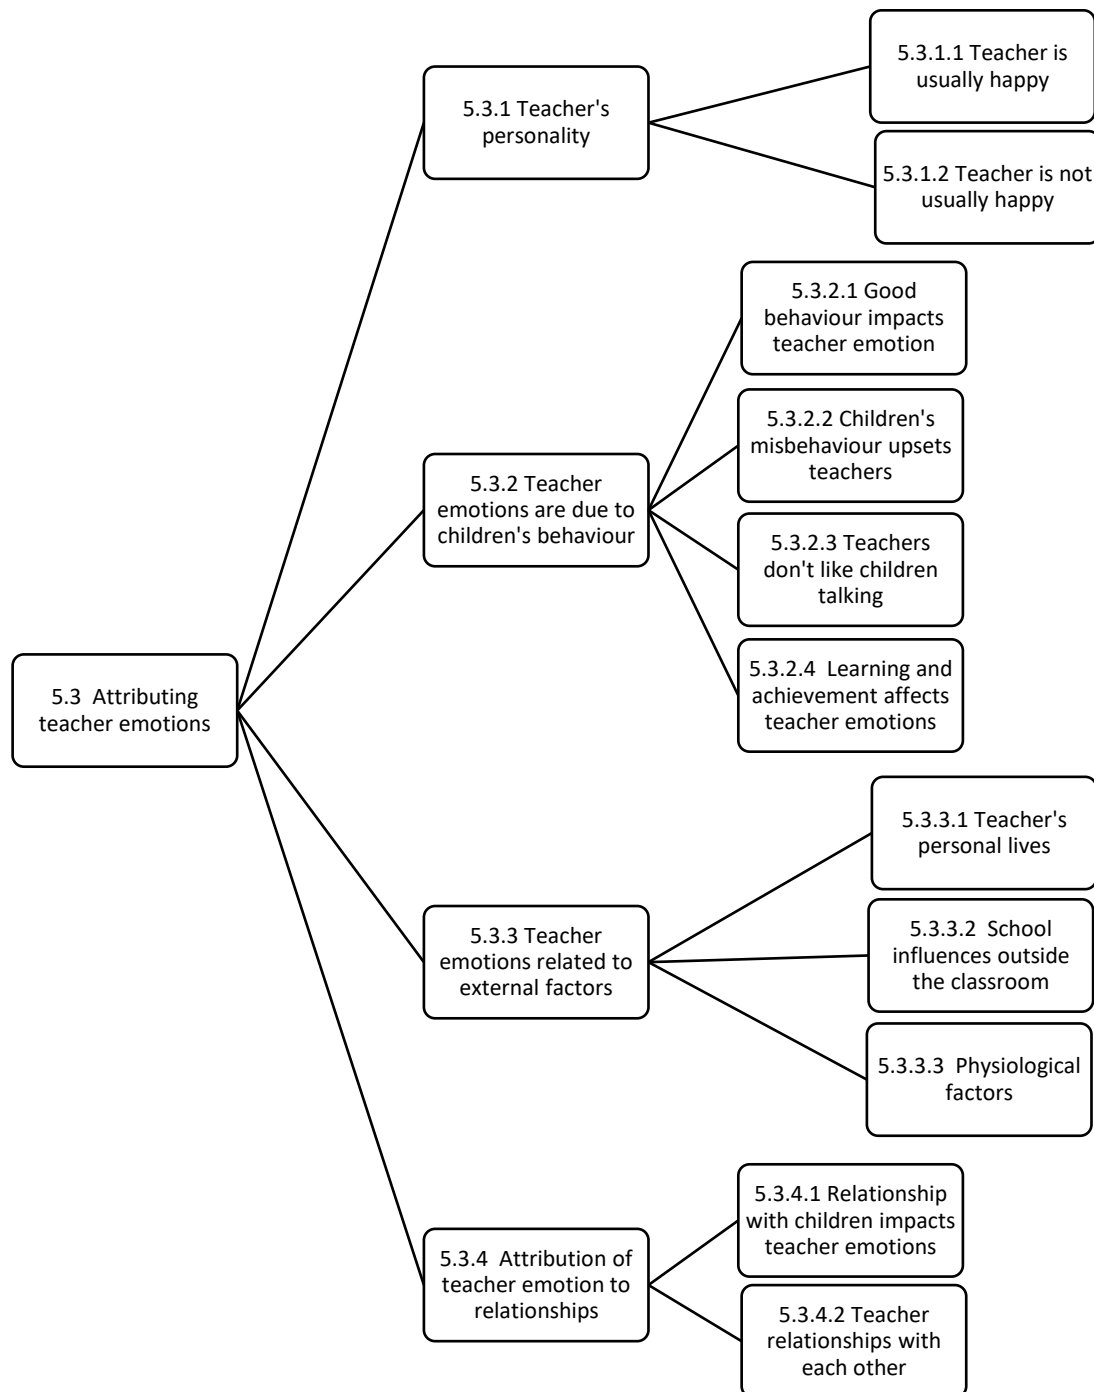 5.3  Attributing
teacher emotions
5.3.1 Teacher's
personality
5.3.1.1 Teacher is
usually happy
5.3.1.2 Teacher is not
usually happy
5.3.2 Teacher
emotions are due to
children's behaviour
5.3.2.1 Good
behaviour impacts
teacher emotion
5.3.2.2 Children's
misbehaviour upsets
teachers
5.3.2.3 Teachers
don't like children
talking
5.3.2.4  Learning and
achievement affects
teacher emotions
5.3.3 Teacher
emotions related to
external factors
5.3.3.1 Teacher's
personal lives
5.3.3.2  School
influences outside
the classroom
5.3.3.3  Physiological
factors
5.3.4  Attribution of
teacher emotion to
relationships
5.3.4.1 Relationship
with children impacts
teacher emotions
5.3.4.2 Teacher
relationships with
each other